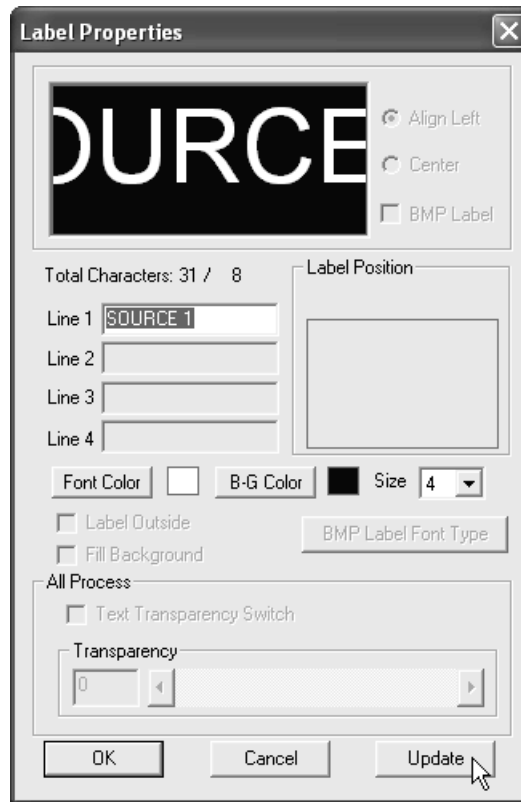 Label Properties
OURCE
Align Left
Center
BMP Label
Total Characters: 31 / 8
Label Position
Line 1 SOURCE 1
Line 2
Line 3
Line 4
Font Color B-G Color Size 4
Label Outside
BMP Label Font Type
Fill Background
All Process
Text Transparency Switch
Transparency
0
OK Cancel Update